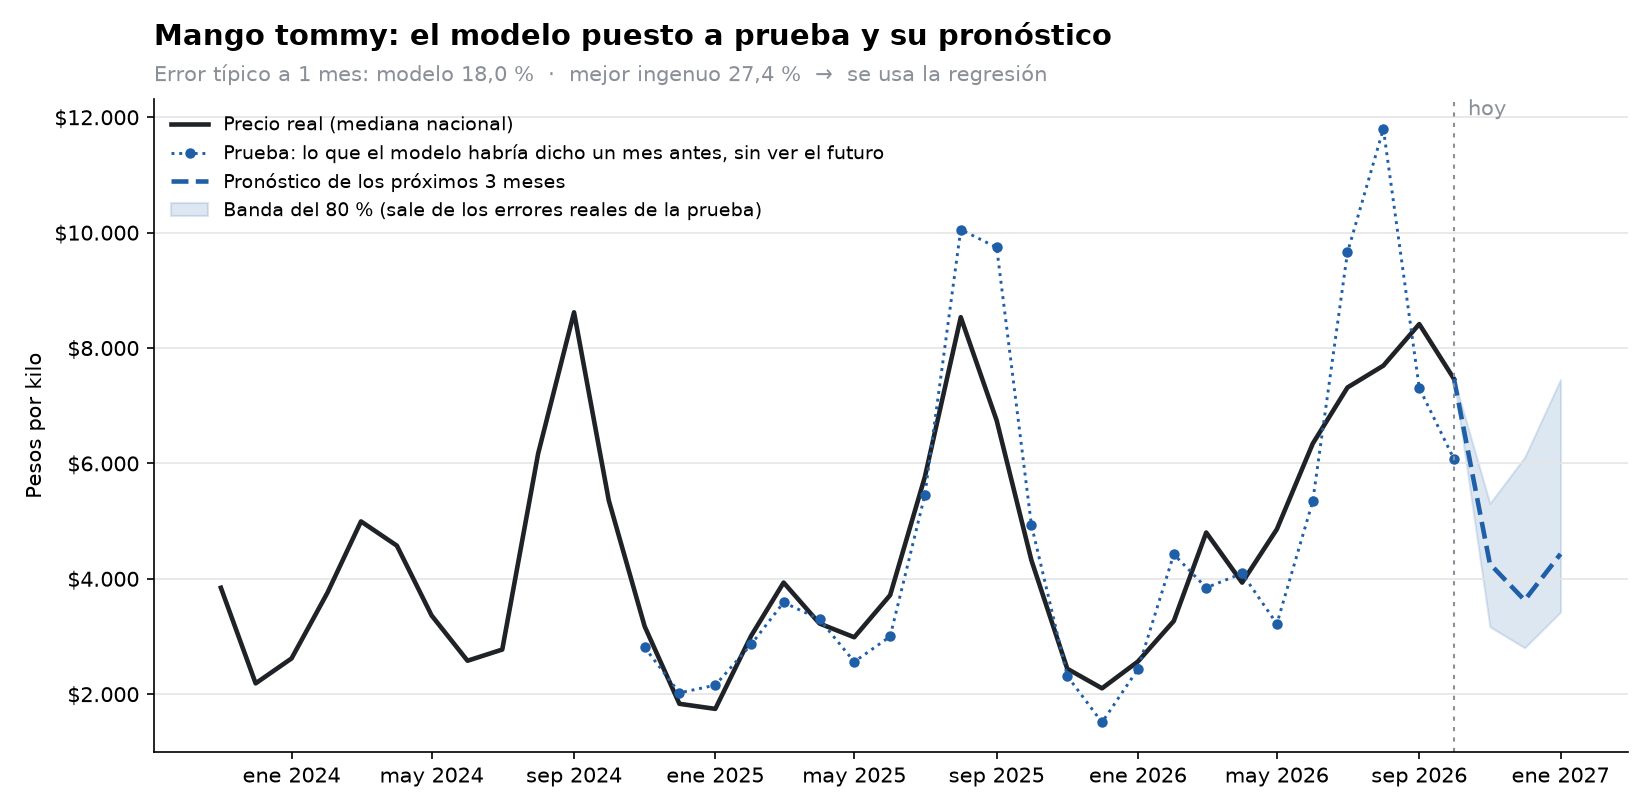 Mango tommy: el modelo puesto a prueba y su pronóstico
Error típico a 1 mes: modelo 18,0 % · mejor ingenuo 27,4 % → se usa la regresión
hoy
Precio real (mediana nacional)
Prueba: lo que el modelo habría dicho un mes antes, sin ver el futuro
Pronóstico de los próximos 3 meses
Banda del 80 % (sale de los errores reales de la prueba)
Pesos por kilo
$12.000
$10.000
$8.000
$6.000
$4.000
$2.000
ene 2024
may 2024
sep 2024
ene 2025
may 2025
sep 2025
ene 2026
may 2026
sep 2026
ene 2027